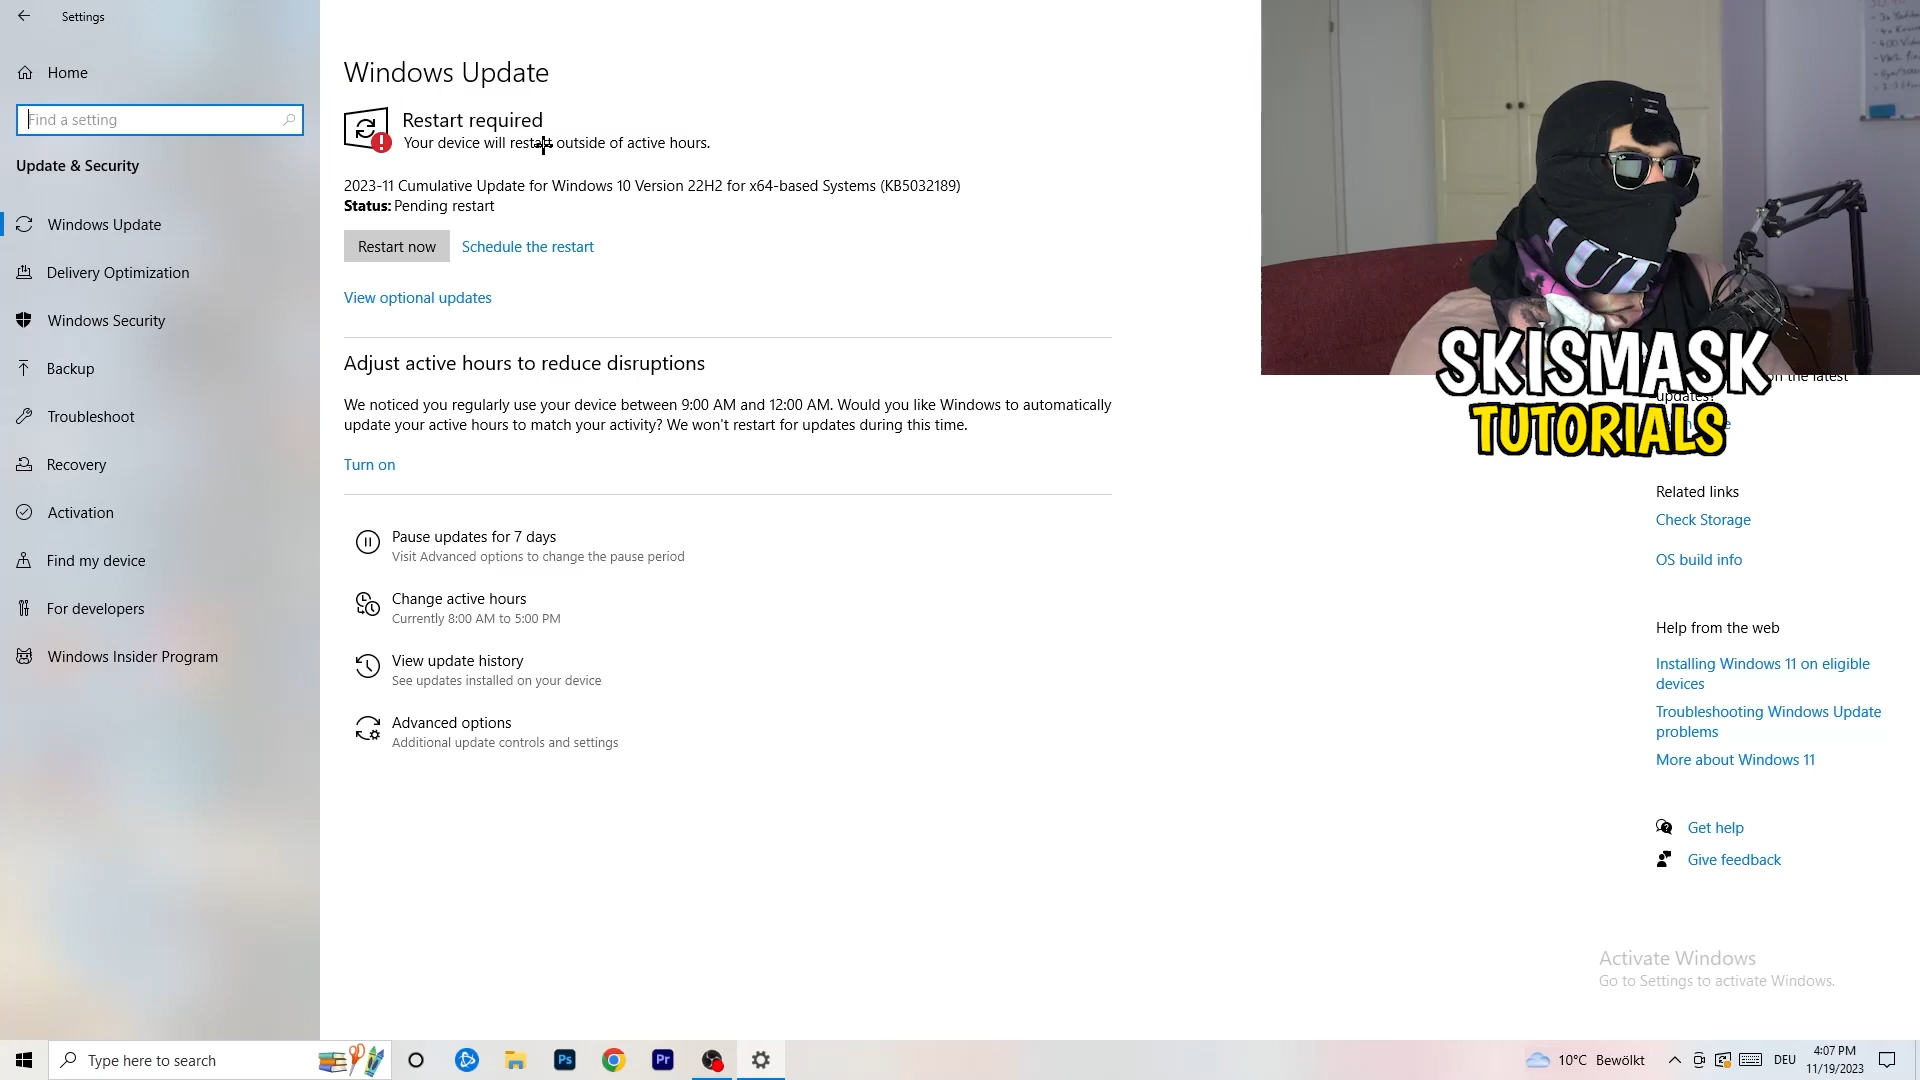 Settings
Home
Find a setting
Update & Security
Windows Update
Delivery Optimization
Windows Security
Backup
Troubleshoot
Recovery
Activation
Find my device
For developers
Windows Insider Program
Windows Update
Restart required
Your device will restart outside of active hours.
2023-11 Cumulative Update for Windows 10 Version 22H2 for x64-based Systems (KB5032189)
Status: Pending restart
Restart now
Schedule the restart
View optional updates
Adjust active hours to reduce disruptions
We noticed you regularly use your device between 9:00 AM and 12:00 AM. Would you like Windows to automatically
update your active hours to match your activity? We won't restart for updates during this time.
Turn on
Pause updates for 7 days
Visit Advanced options to change the pause period
Change active hours
Currently 8:00 AM to 5:00 PM
View update history
See updates installed on your device
Advanced options
Additional update controls and settings
SKISMASK
TUTORIALS
on the latest
updates?
Related links
Check Storage
OS build info
Help from the web
Installing Windows 11 on eligible
devices
Troubleshooting Windows Update
problems
More about Windows 11
Get help
Give feedback
Activate Windows
Go to Settings to activate Windows.
Type here to search
Ps
Pr
10°C Bewölkt
DEU
4:07 PM
11/19/2023